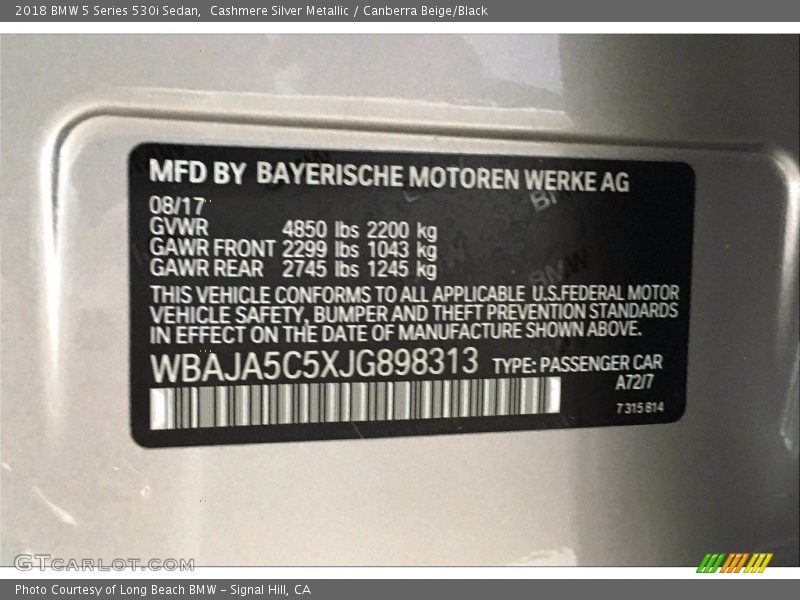 2018 BMW 5 Series 530i Sedan,  Cashmere Silver Metallic / Canberra Beige/Black
MFD BY BAYERISCHE MOTOREN WERKE AG
08/17
GVWR 4850 lbs 2200 kg
GAWR FRONT 2299 lbs 1043 kg
GAWR REAR 2745 lbs 1245 kg
THIS VEHICLE CONFORMS TO ALL APPLICABLE U.S.FEDERAL MOTOR
VEHICLE SAFETY, BUMPER AND THEFT PREVENTION STANDARDS
IN EFFECT ON THE DATE OF MANUFACTURE SHOWN ABOVE.
WBAJA5C5XJG898313 TYPE: PASSENGER CAR
A72/7
7 315 814
BMW
BMW
GTCARLOT.COM
Photo Courtesy of Long Beach BMW - Signal Hill, CA